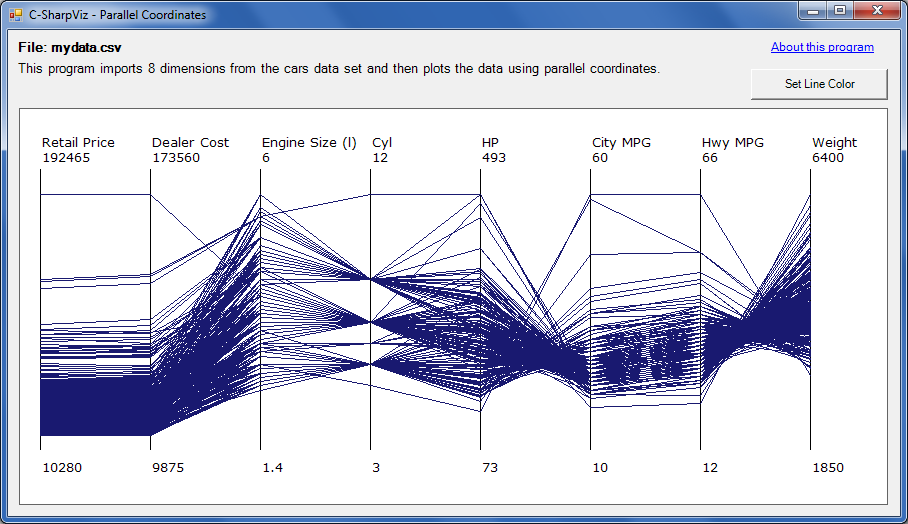 C-SharpViz - Parallel Coordinates
File: mydata.csv
About this program
This program imports 8 dimensions from the cars data set and then plots the data using parallel coordinates.
Set Line Color
Retail Price Dealer Cost Engine Size (l) Cyl HP City MPG Hwy MPG Weight
192465 173560 6 12 493 60 66 6400
10280 9875 1.4 3 73 10 12 1850